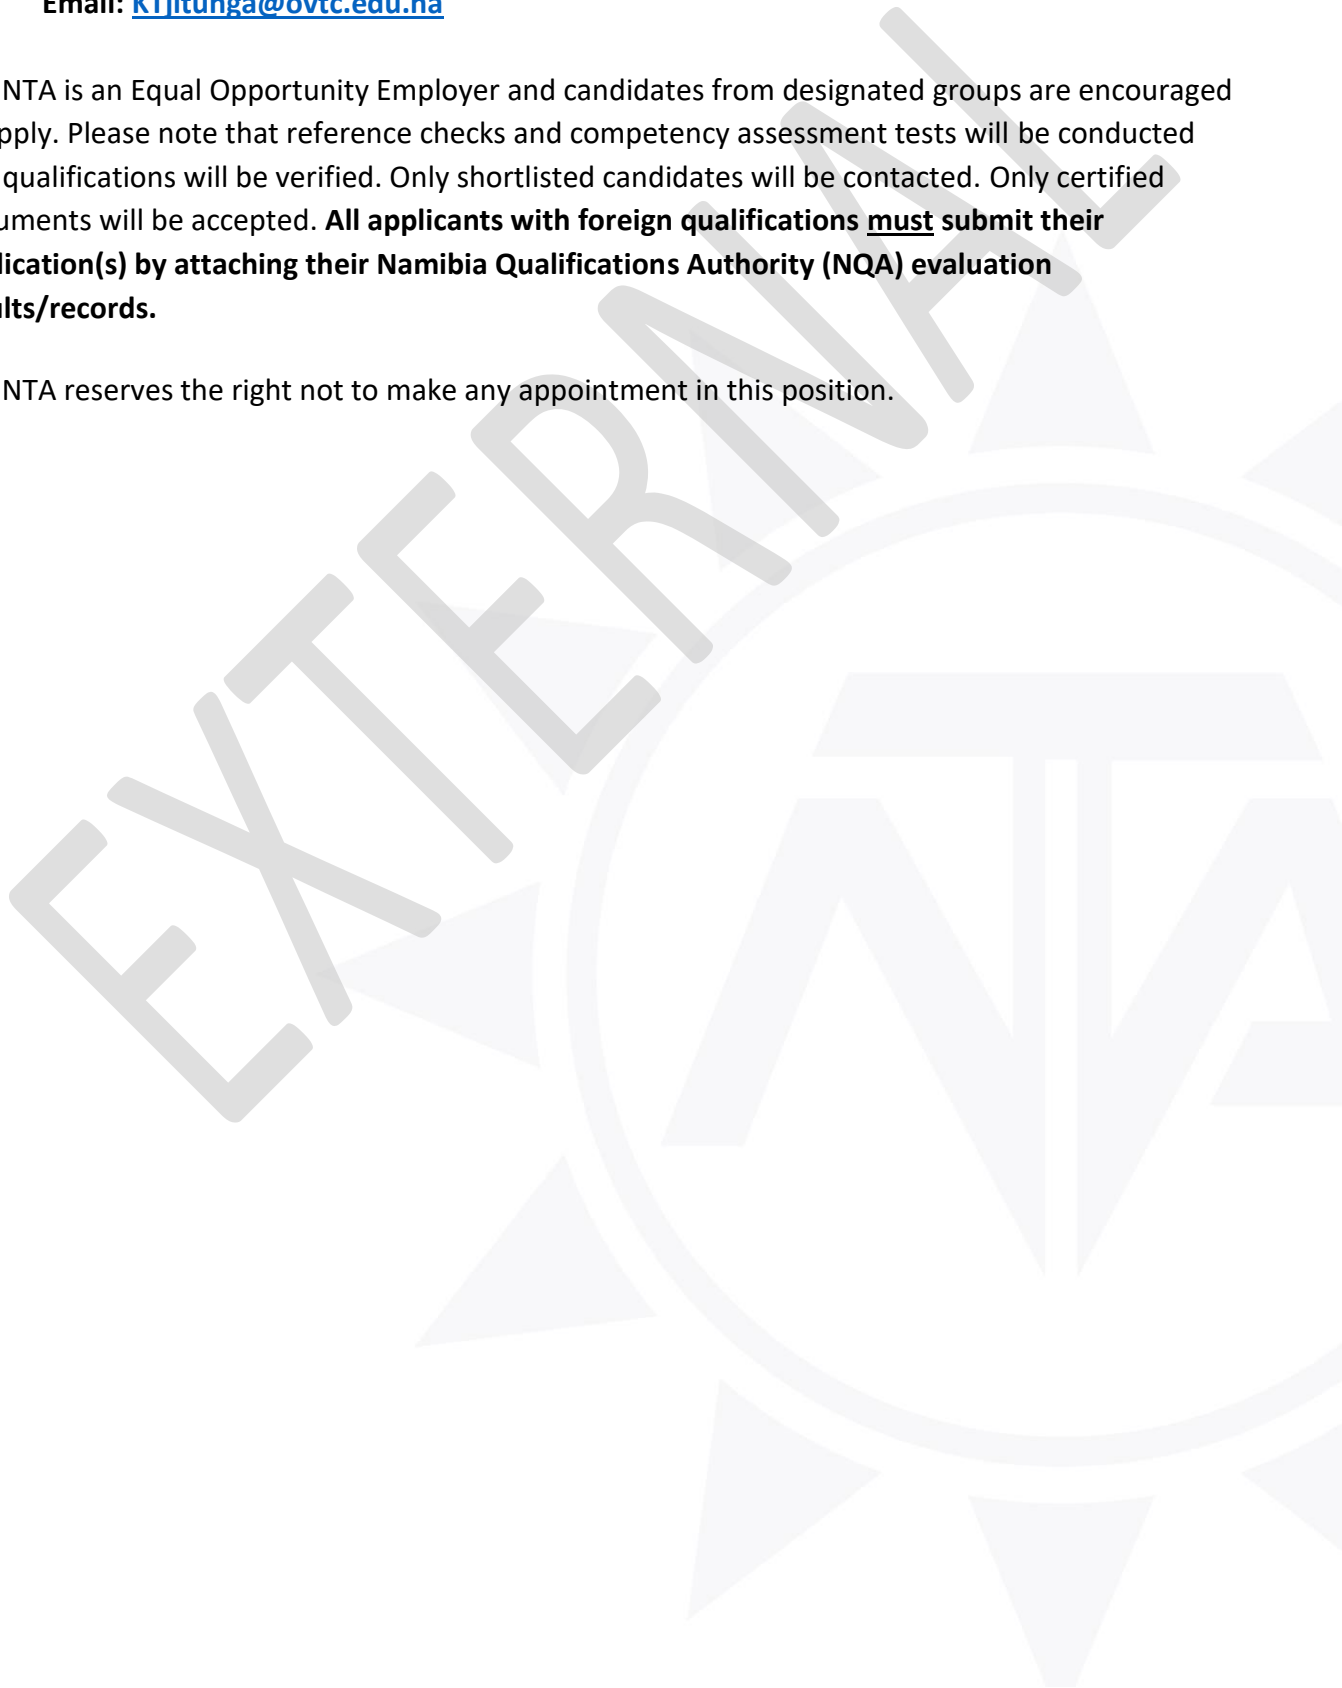 Email: KTjitunga@ovtc.edu.na
NTA is an Equal Opportunity Employer and candidates from designated groups are encouraged
pply. Please note that reference checks and competency assessment tests will be conducted
qualifications will be verified. Only shortlisted candidates will be contacted. Only certified
uments will be accepted. All applicants with foreign qualifications must submit their
lication(s) by attaching their Namibia Qualifications Authority (NQA) evaluation
ults/records.
NTA reserves the right not to make any appointment in this position.
EXTERNAL
NTA